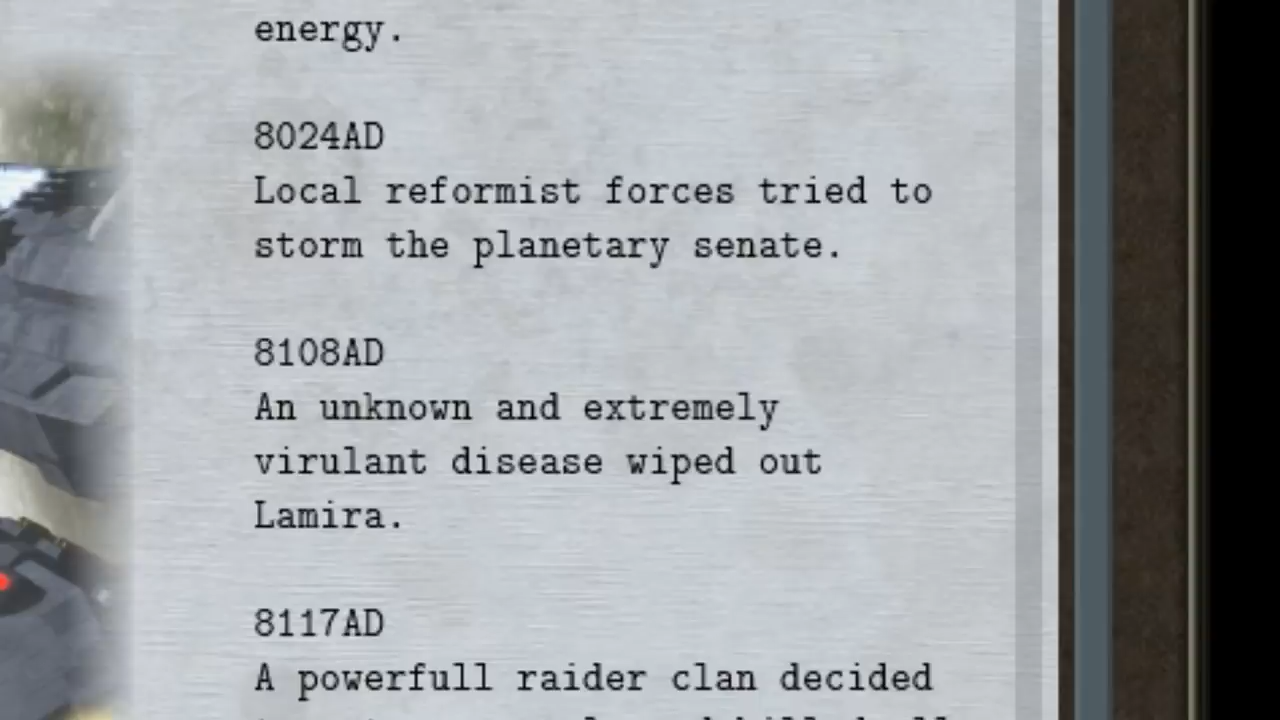 energy.
8024AD
Local reformist forces tried to
storm the planetary senate.
8108AD
An unknown and extremely
virulant disease wiped out
Lamira.
8117AD
A powerfull raider clan decided